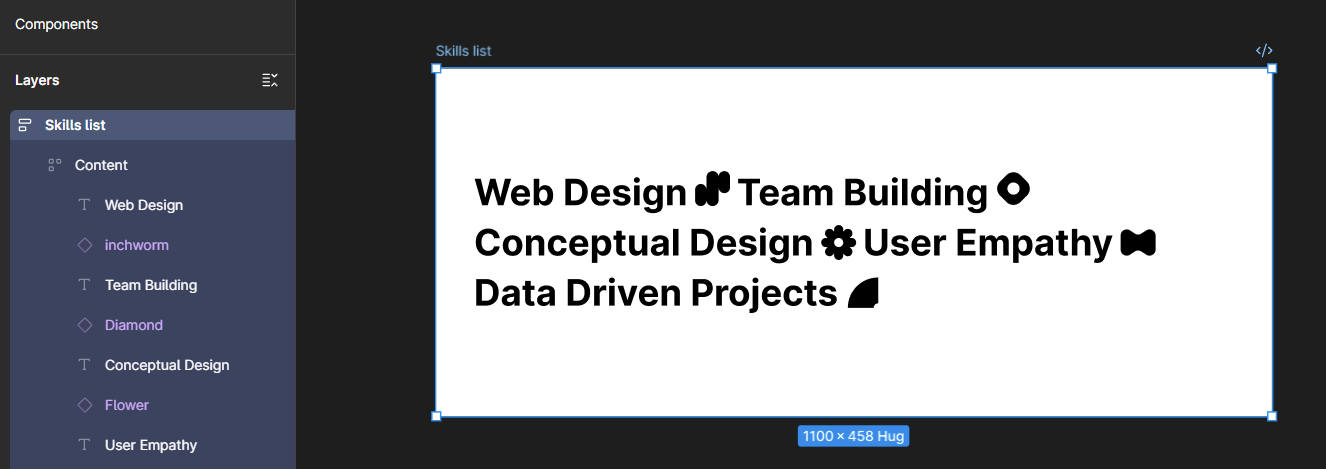 Components
Layers
Skills list
Content
Web Design
inchworm
Team Building
Diamond
Conceptual Design
Flower
User Empathy
Skills list
</>
Web Design Team Building
Conceptual Design User Empathy
Data Driven Projects
1100 × 458 Hug